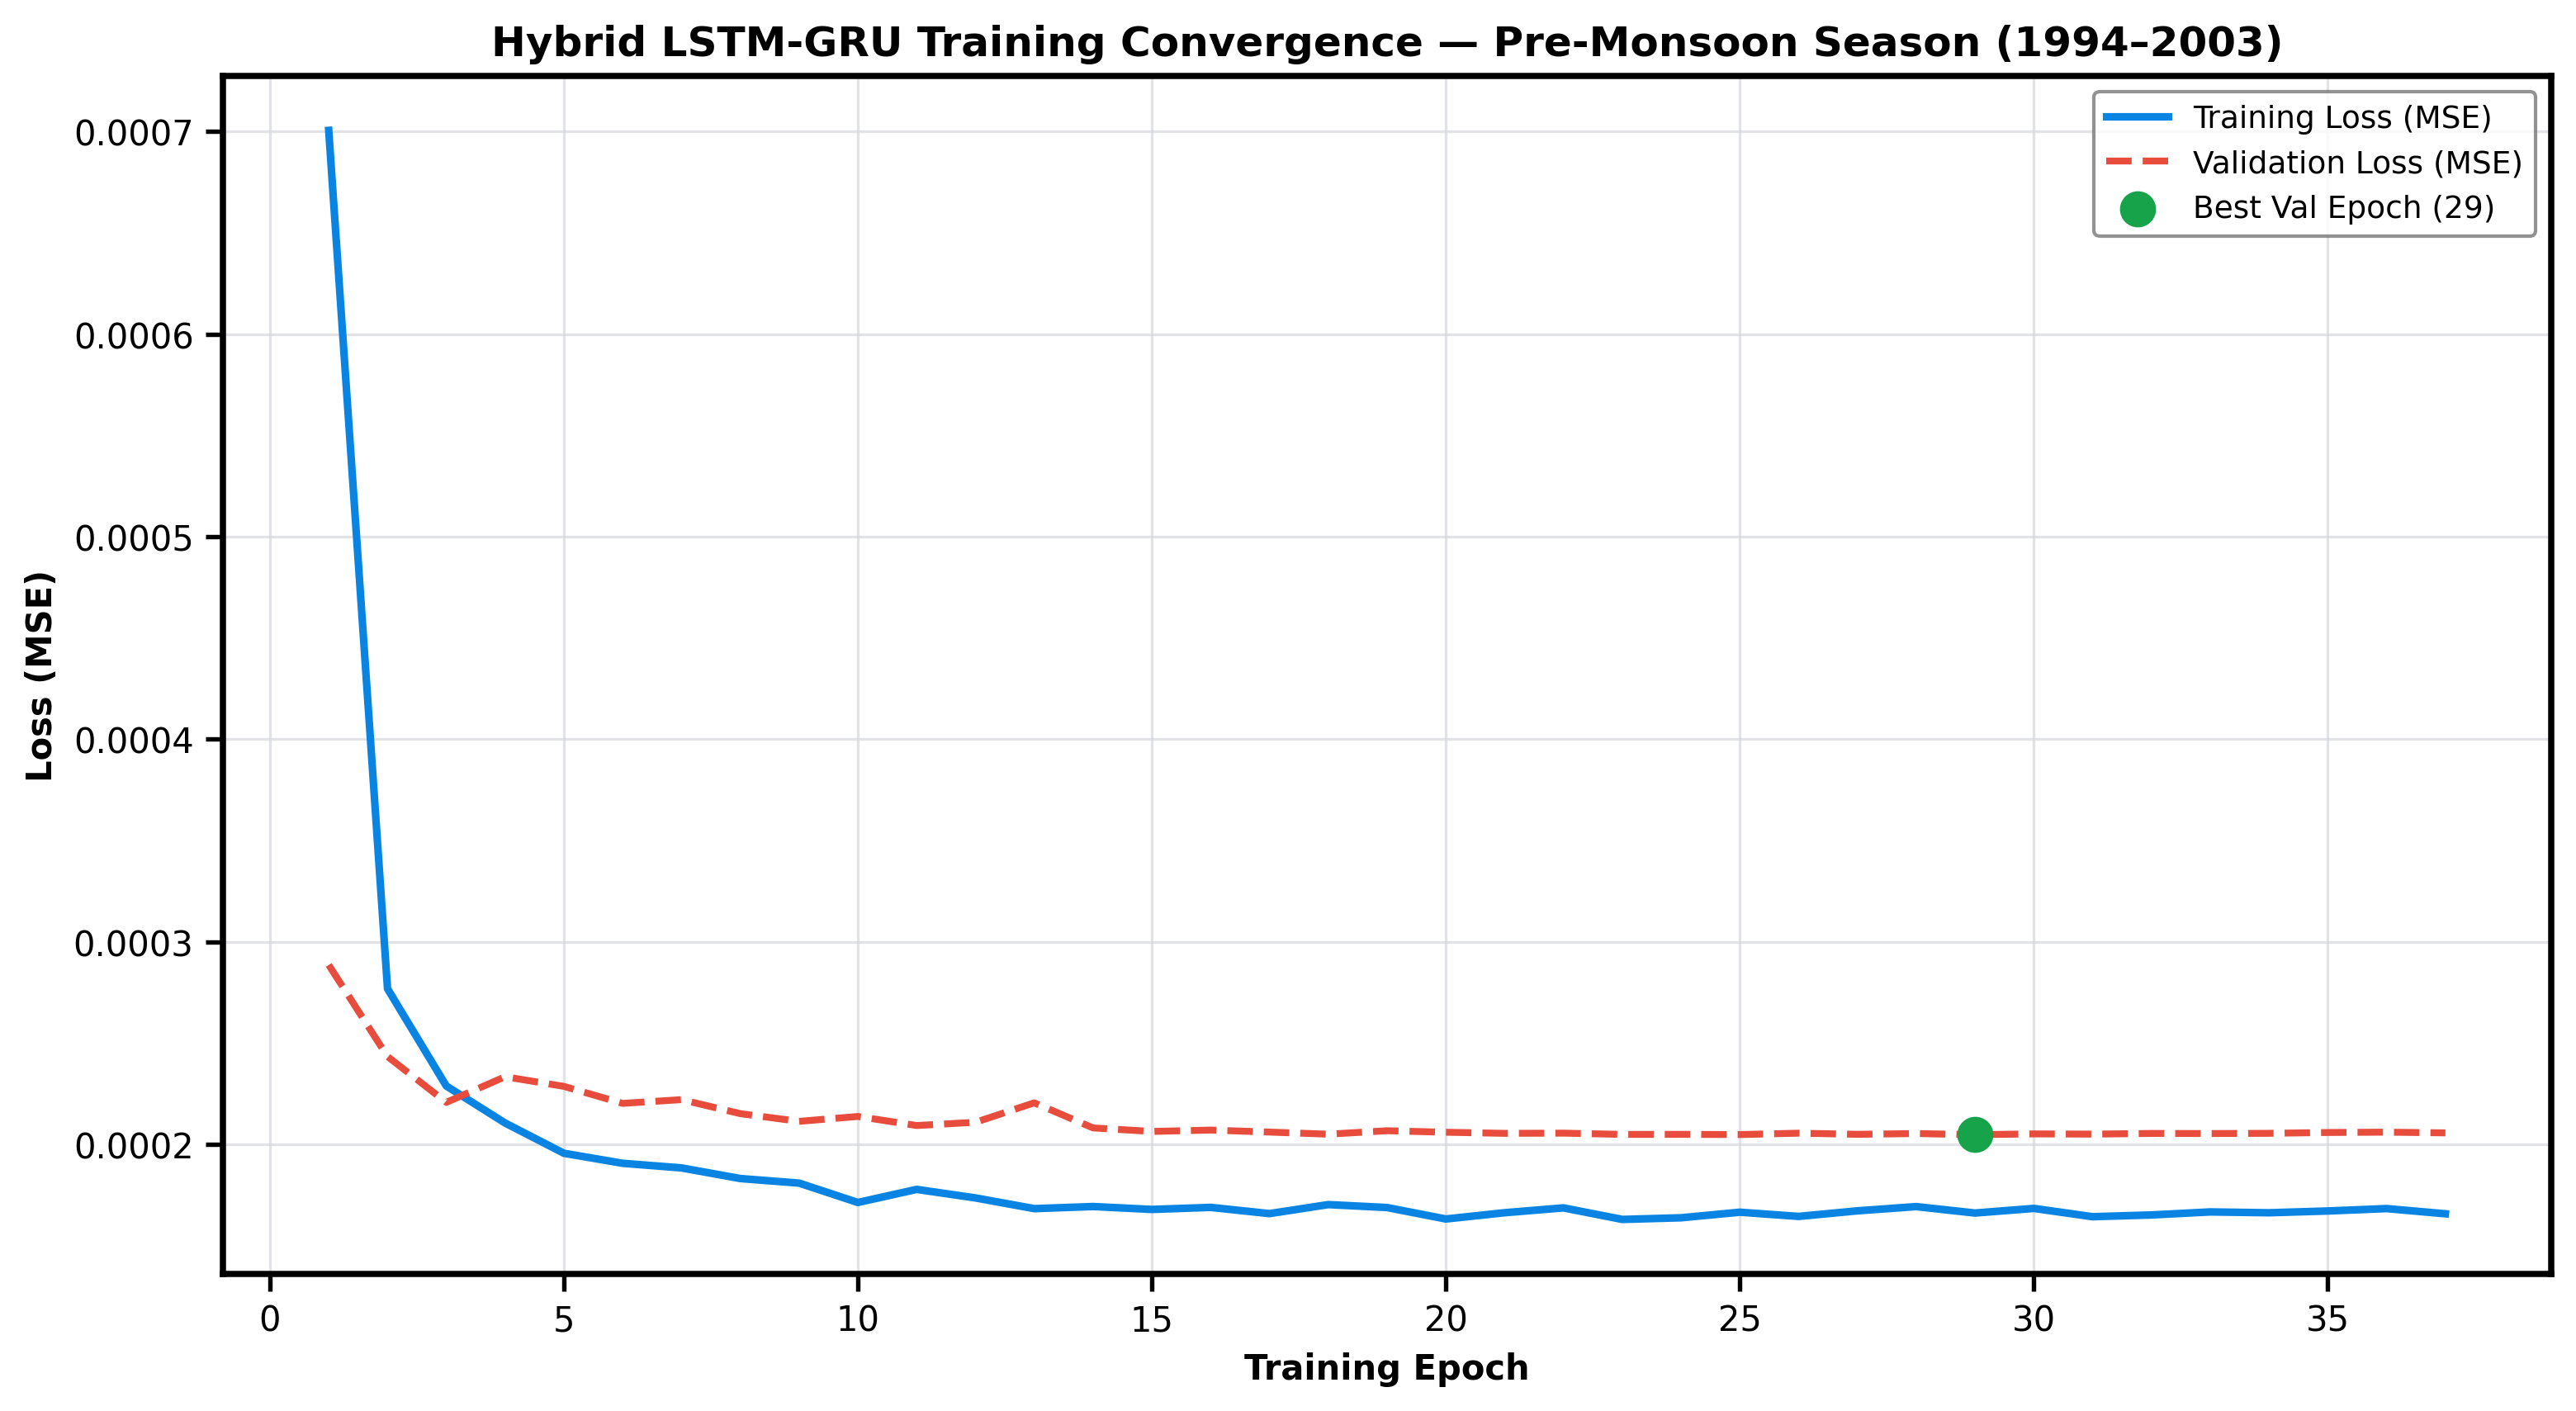 Hybrid LSTM-GRU Training Convergence — Pre-Monsoon Season (1994–2003)
Training Loss (MSE)
Validation Loss (MSE)
Best Val Epoch (29)
Loss (MSE)
0.0007
0.0006
0.0005
0.0004
0.0003
0.0002
0 5 10 15 20 25 30 35
Training Epoch